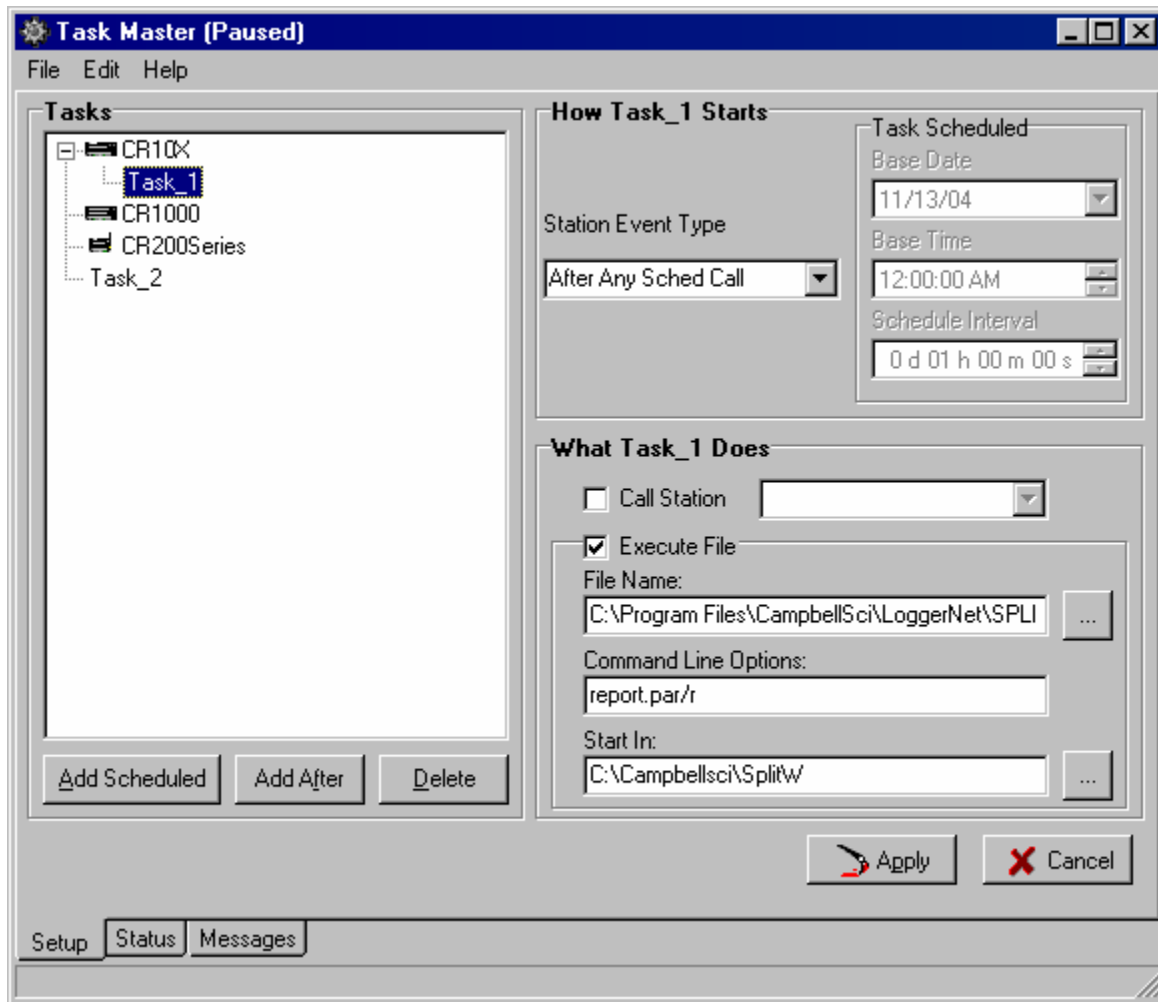 Task Master (Paused)
File Edit Help
Tasks
CR10X
Task_1
CR1000
CR200Series
Task_2
Add Scheduled
Add After
Delete
How Task_1 Starts
Station Event Type
After Any Sched Call
Task Scheduled
Base Date
11/13/04
Base Time
12:00:00 AM
Schedule Interval
0 d 01 h 00 m 00 s
What Task_1 Does
Call Station
Execute File
File Name:
C:\Program Files\CampbellSci\LoggerNet\SPLI
...
Command Line Options:
report.par/r
Start In:
C:\Campbellsci\SplitW
...
Apply
Cancel
Setup
Status
Messages